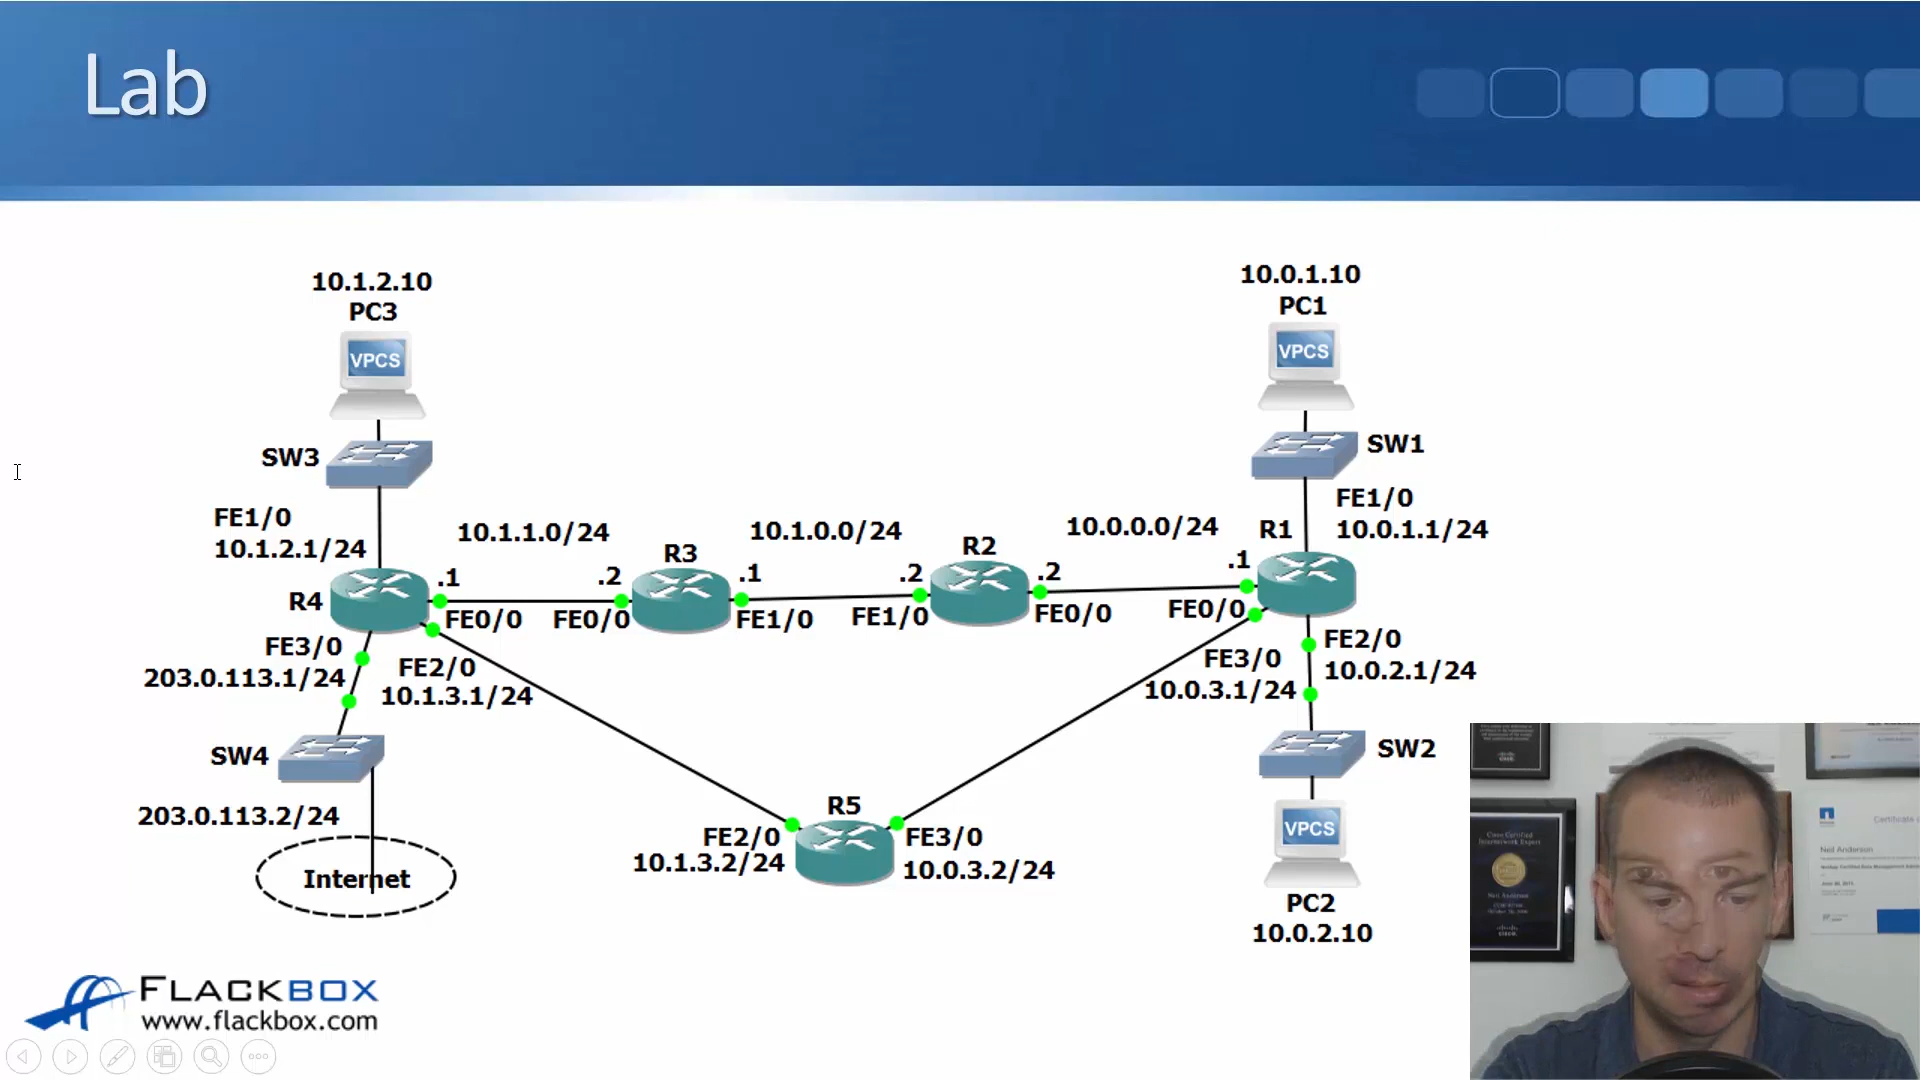 Lab
10.1.2.10
PC3
VPCS
SW3
FE1/0
10.1.2.1/24
R4
.1
FE0/0
10.1.1.0/24
.2
FE0/0
R3
.1
FE1/0
10.1.0.0/24
.2
FE1/0
R2
.2
FE0/0
10.0.0.0/24
.1
FE0/0
R1
10.0.1.10
PC1
VPCS
SW1
FE1/0
10.0.1.1/24
FE3/0
203.0.113.1/24
FE2/0
10.1.3.1/24
SW4
203.0.113.2/24
Internet
R5
FE2/0
10.1.3.2/24
FE3/0
10.0.3.2/24
FE3/0
10.0.3.1/24
FE2/0
10.0.2.1/24
SW2
VPCS
PC2
10.0.2.10
FLACKBOX
www.flackbox.com
Cisco Certified
Internetwork Expert
Neil Anderson